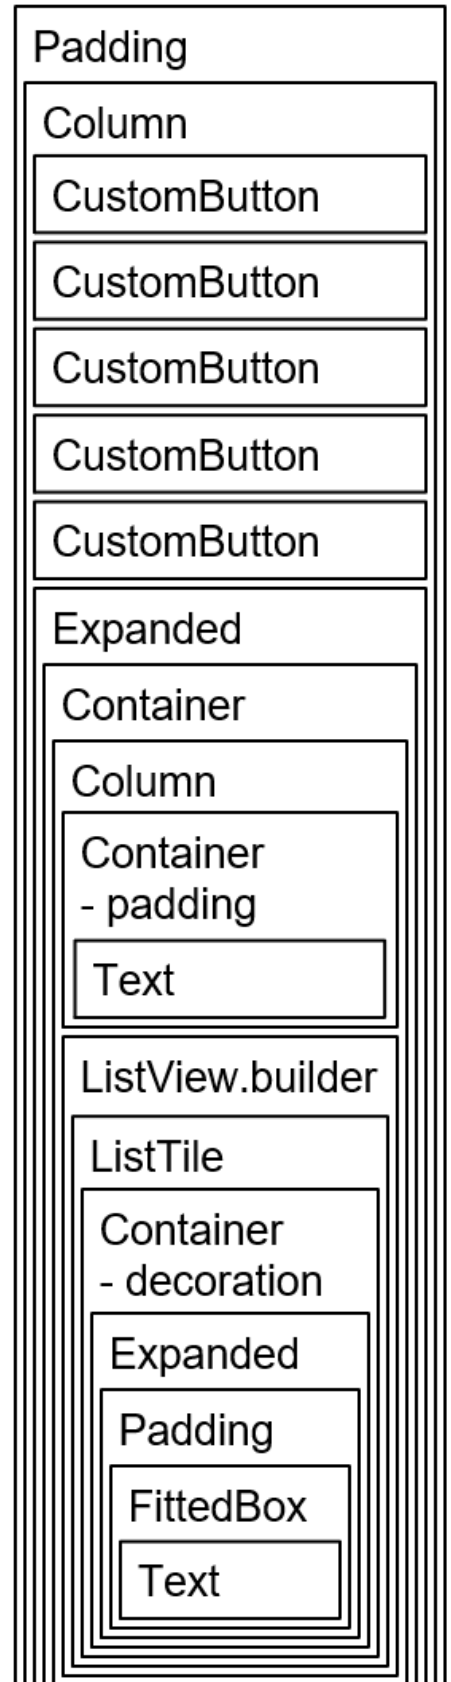 Padding
Column
CustomButton
CustomButton
CustomButton
CustomButton
CustomButton
Expanded
Container
Column
Container
- padding
Text
ListView.builder
ListTile
Container
- decoration
Expanded
Padding
FittedBox
Text